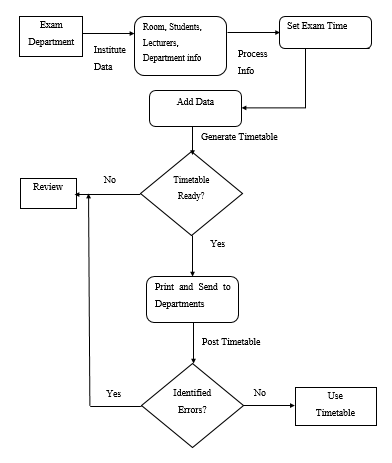 Exam
Department
Institute
Data
Room, Students,
Lecturers,
Department info
Process
Info
Set Exam Time
Add Data
Generate Timetable
Timetable
Ready?
No
Review
Yes
Print and Send to
Departments
Post Timetable
Identified
Errors?
Yes
No
Use
Timetable